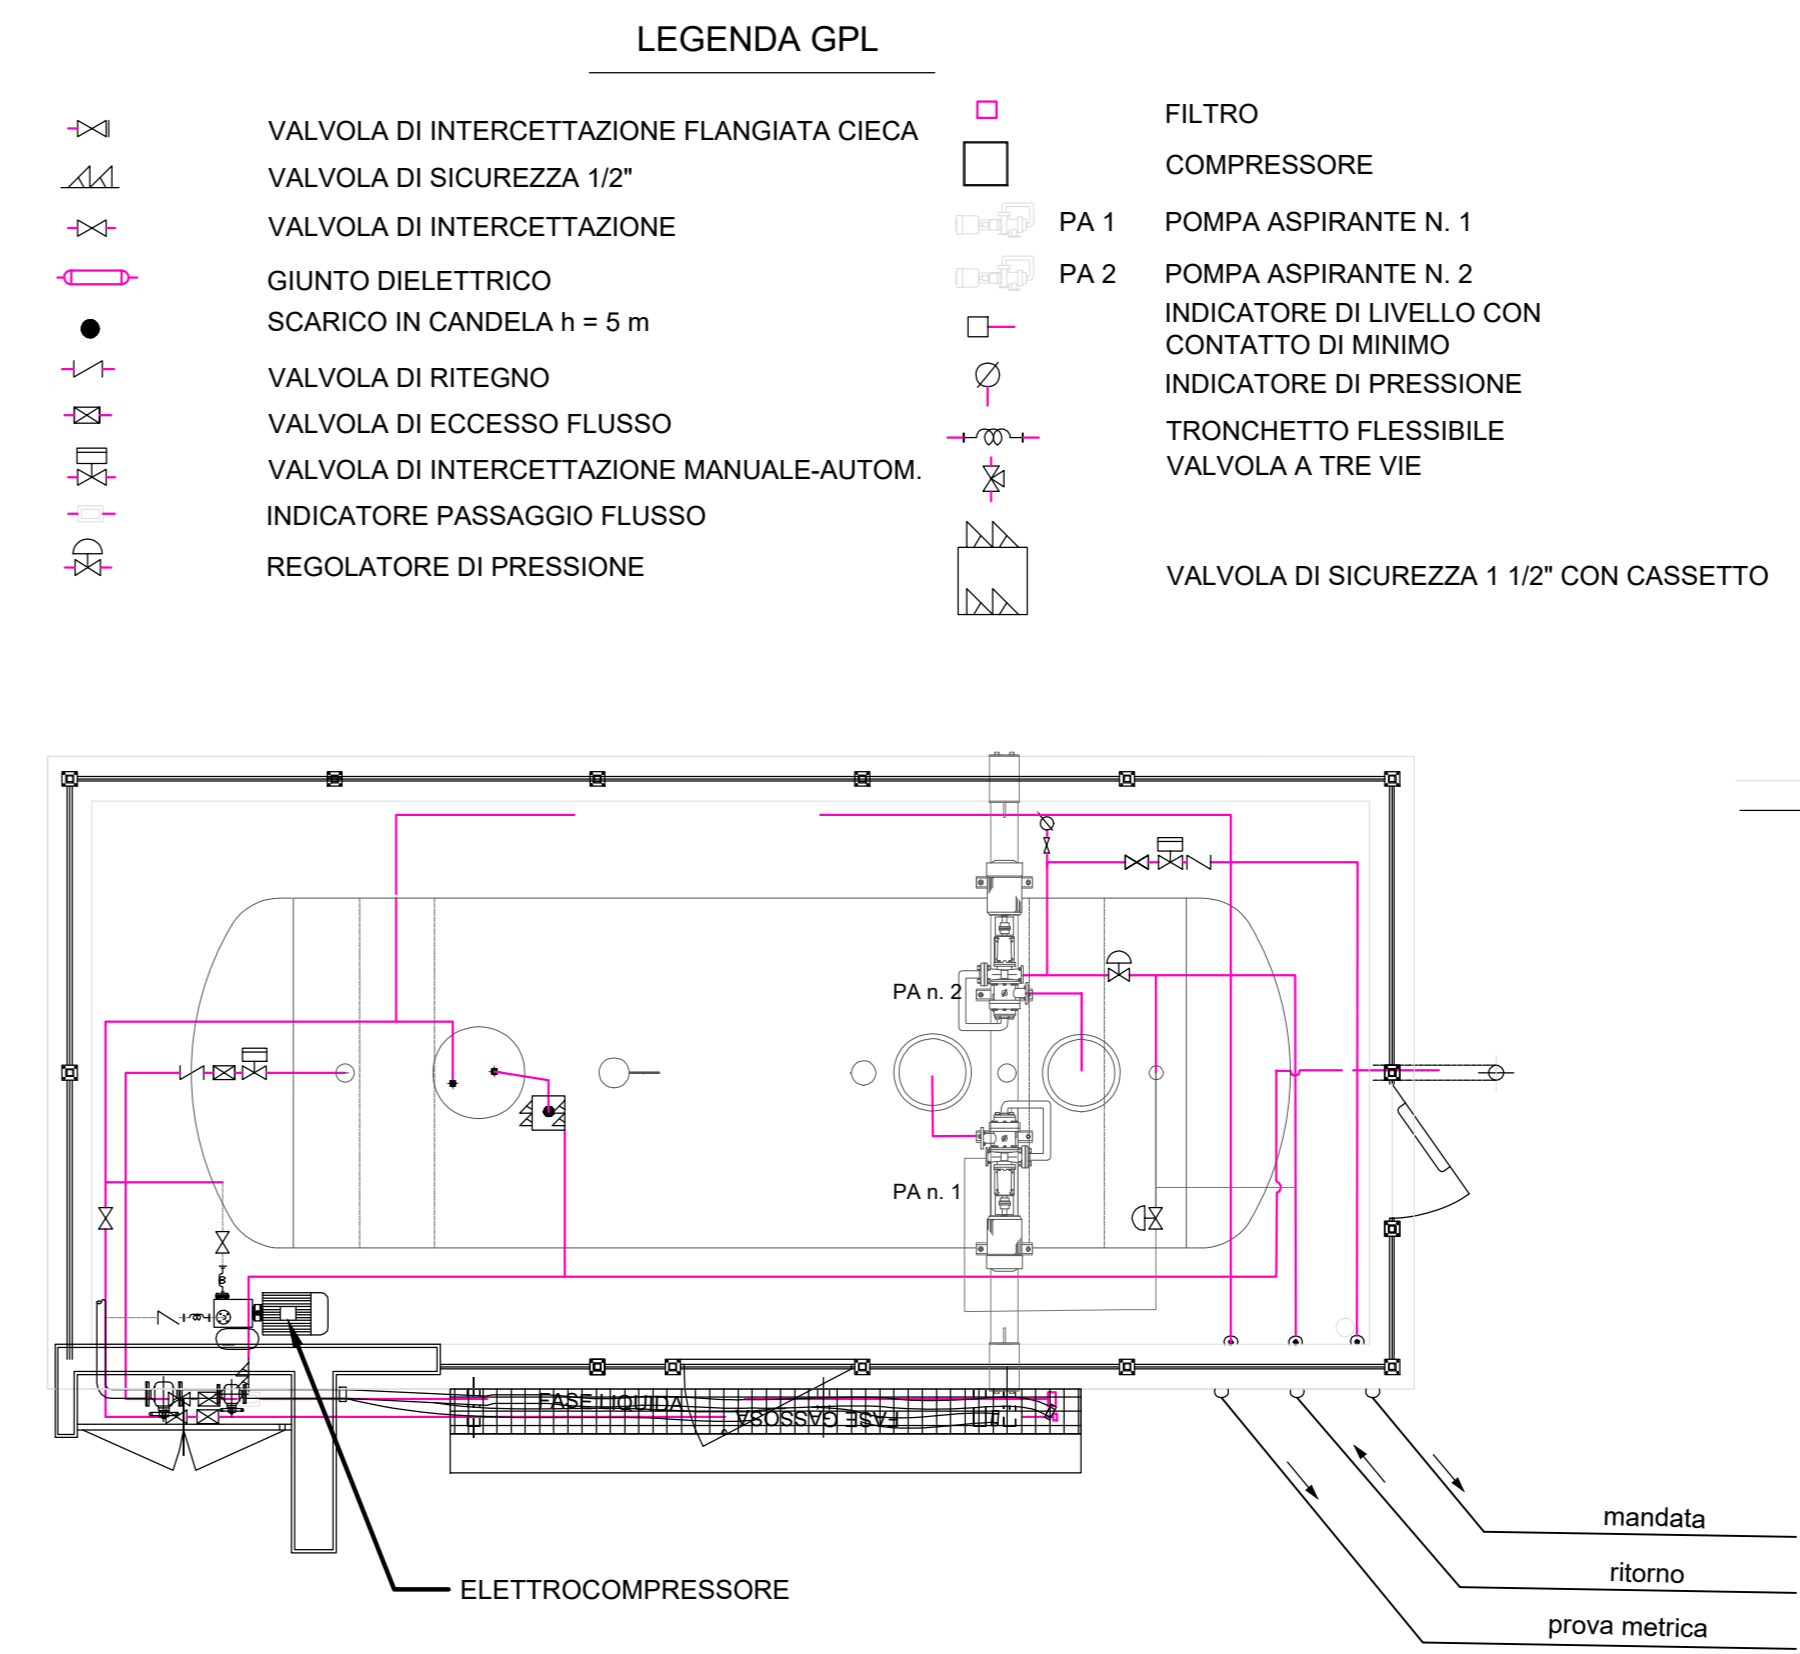 LEGENDA GPL
VALVOLA DI INTERCETTAZIONE FLANGIATA CIECA
VALVOLA DI SICUREZZA 1/2"
VALVOLA DI INTERCETTAZIONE
GIUNTO DIELETTRICO
SCARICO IN CANDELA h = 5 m
VALVOLA DI RITEGNO
VALVOLA DI ECCESSO FLUSSO
VALVOLA DI INTERCETTAZIONE MANUALE-AUTOM.
INDICATORE PASSAGGIO FLUSSO
REGOLATORE DI PRESSIONE
FILTRO
COMPRESSORE
PA 1 POMPA ASPIRANTE N. 1
PA 2 POMPA ASPIRANTE N. 2
INDICATORE DI LIVELLO CON
CONTATTO DI MINIMO
INDICATORE DI PRESSIONE
TRONCHETTO FLESSIBILE
VALVOLA A TRE VIE
VALVOLA DI SICUREZZA 1 1/2" CON CASSETTO
PA n. 2
PA n. 1
FASE LIQUIDA
FASE GASSOSA
ELETTROCOMPRESSORE
mandata
ritorno
prova metrica